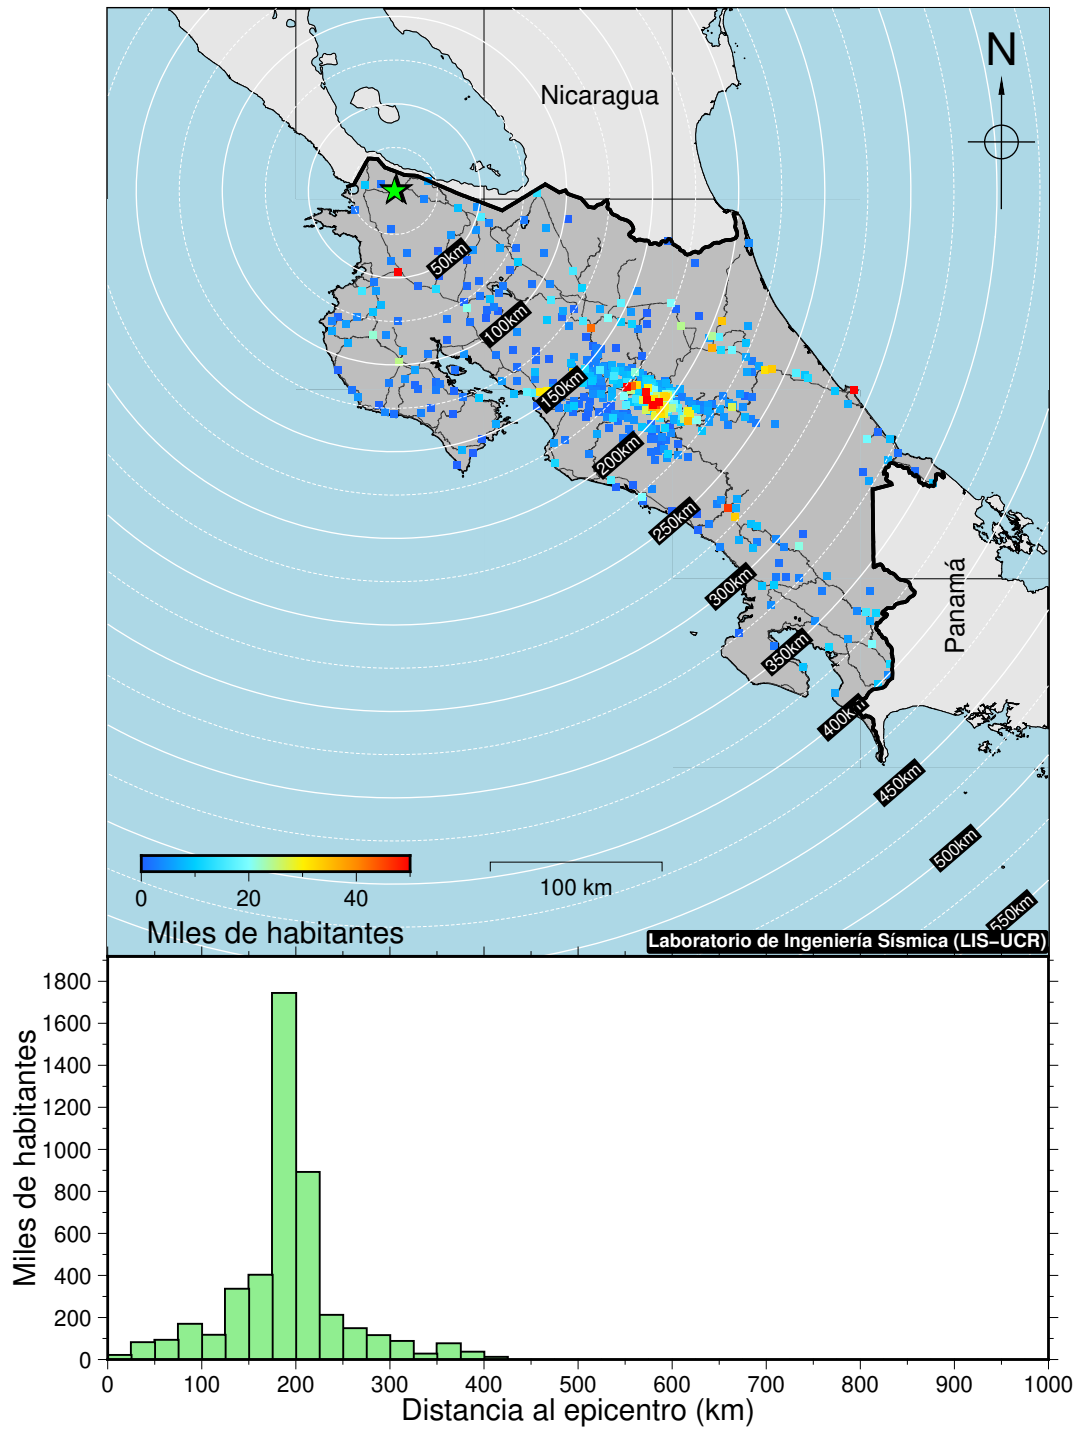 Nicaragua
N
50km
100km
150km
200km
250km
300km
350km
400km
450km
500km
550km
Panamá
0 20 40
Miles de habitantes
100 km
Laboratorio de Ingeniería Sísmica (LIS−UCR)
Miles de habitantes
1800
1600
1400
1200
1000
800
600
400
200
0
0 100 200 300 400 500 600 700 800 900 1000
Distancia al epicentro (km)